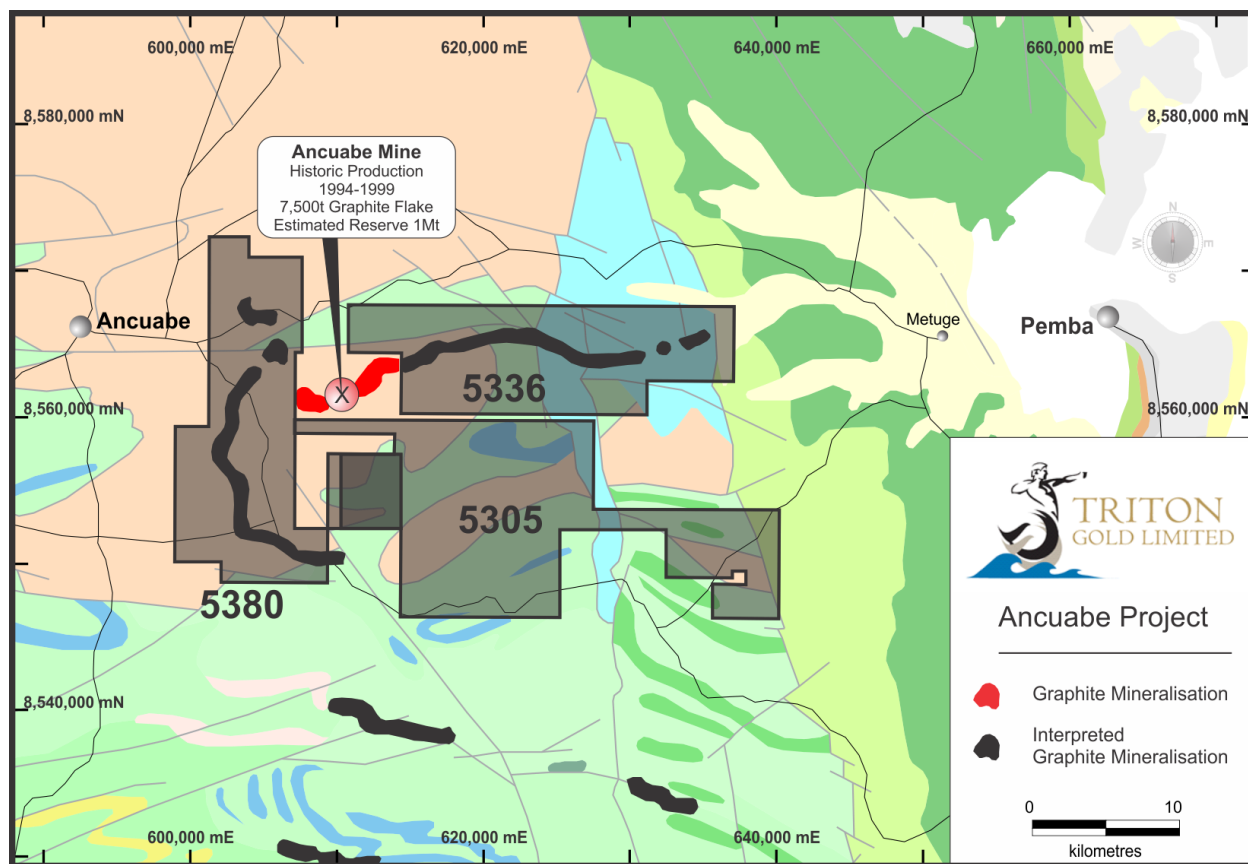 600,000 mE
620,000 mE
640,000 mE
660,000 mE
8,580,000 mN
8,580,000 mN
Ancuabe Mine
Historic Production
1994-1999
7,500t Graphite Flake
Estimated Reserve 1Mt
N
W
E
S
Ancuabe
Metuge
Pemba
X
5336
8,560,000 mN
8,560,000 mN
5305
5380
TRITON
GOLD LIMITED
Ancuabe Project
Graphite Mineralisation
Interpreted
Graphite Mineralisation
8,540,000 mN
0
10
kilometres
600,000 mE
620,000 mE
640,000 mE